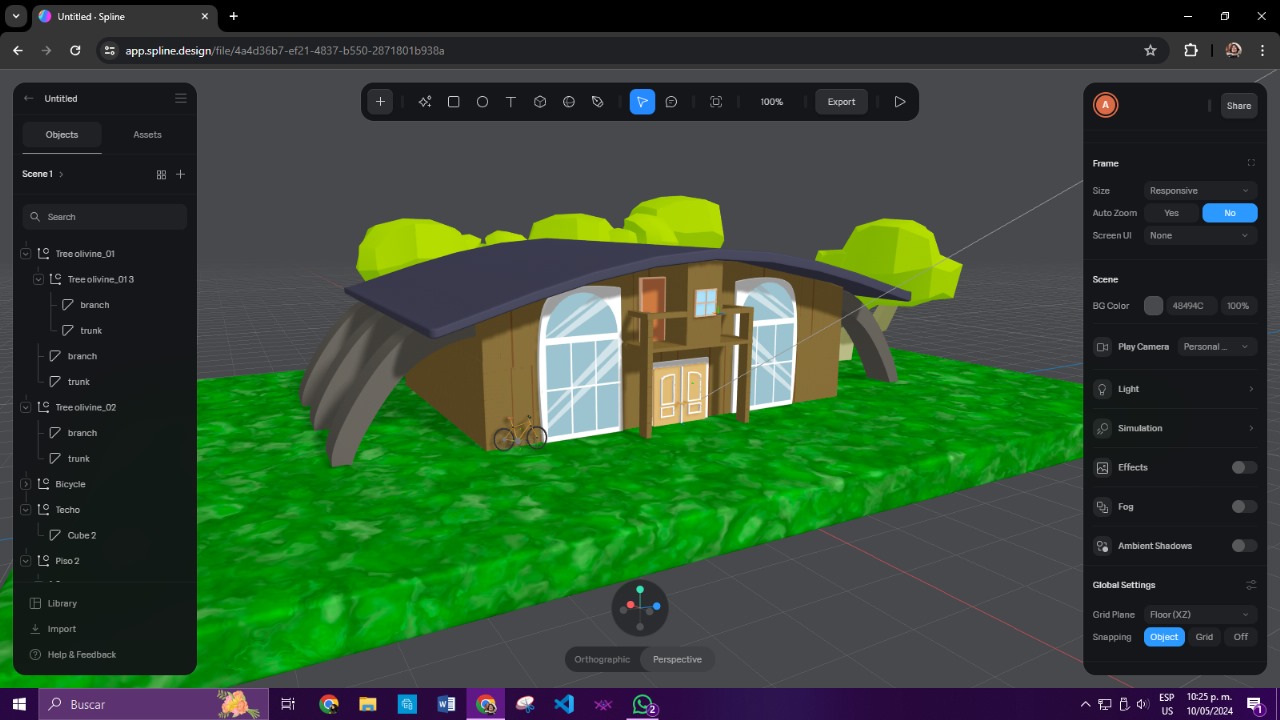 Untitled - Spline
app.spline.design/file/4a4d36b7-ef21-4837-b550-2871801b938a
Untitled
Objects
Assets
Scene 1
Search
Tree olivine_01
Tree olivine_013
branch
trunk
branch
trunk
Tree olivine_02
branch
trunk
Bicycle
Techo
Cube 2
Piso 2
Library
Import
Help & Feedback
T
100%
Export
Orthographic
Perspective
A
Share
Frame
Size Responsive
Auto Zoom Yes No
Screen UI None
Scene
BG Color 48494C 100%
Play Camera Personal ...
Light
Simulation
Effects
Fog
Ambient Shadows
Global Settings
Grid Plane Floor (XZ)
Snapping Object Grid Off
Buscar
2
ESP
US
10:25 p. m.
10/05/2024
1